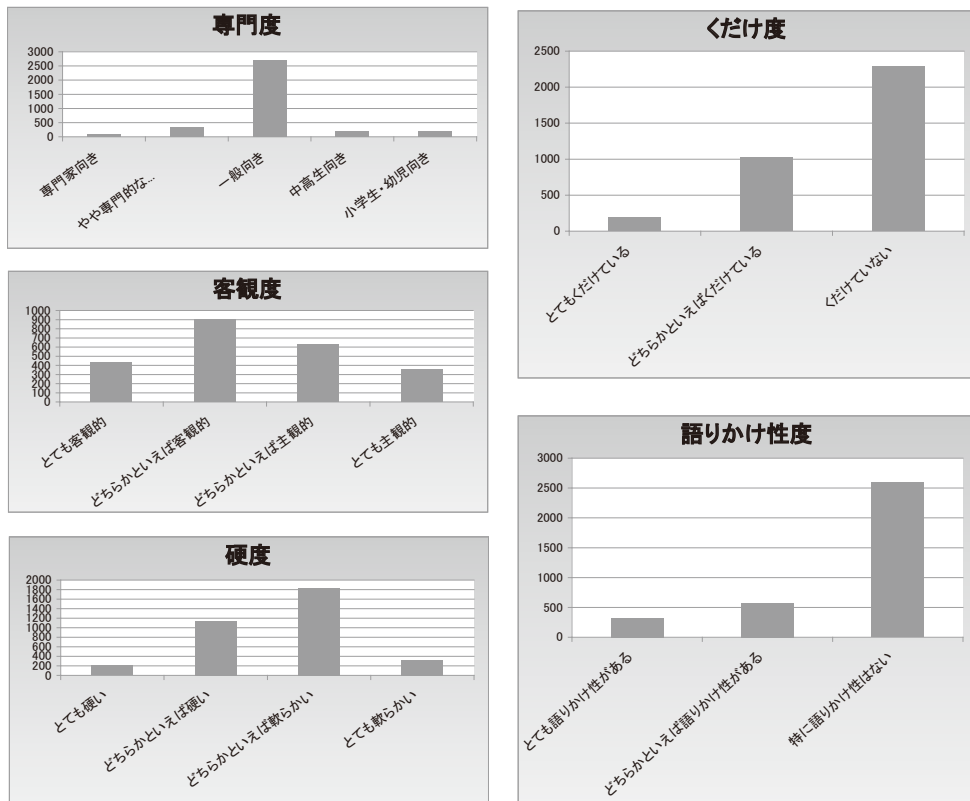 専門度
3000
2500
2000
1500
1000
500
0
専門家向き
やや専門的な…
一般向き
中高生向き
小学生・幼児向き
客観度
1000
900
800
700
600
500
400
300
200
100
0
とても客観的
どちらかといえば客観的
どちらかといえば主観的
とても主観的
硬度
2000
1800
1600
1400
1200
1000
800
600
400
200
0
とても硬い
どちらかといえば硬い
どちらかといえば軟らかい
とても軟らかい
くだけ度
2500
2000
1500
1000
500
0
とてもくだけている
どちらかといえばくだけている
くだけていない
語りかけ性度
3000
2500
2000
1500
1000
500
0
とても語りかけ性がある
どちらかといえば語りかけ性がある
特に語りかけ性はない